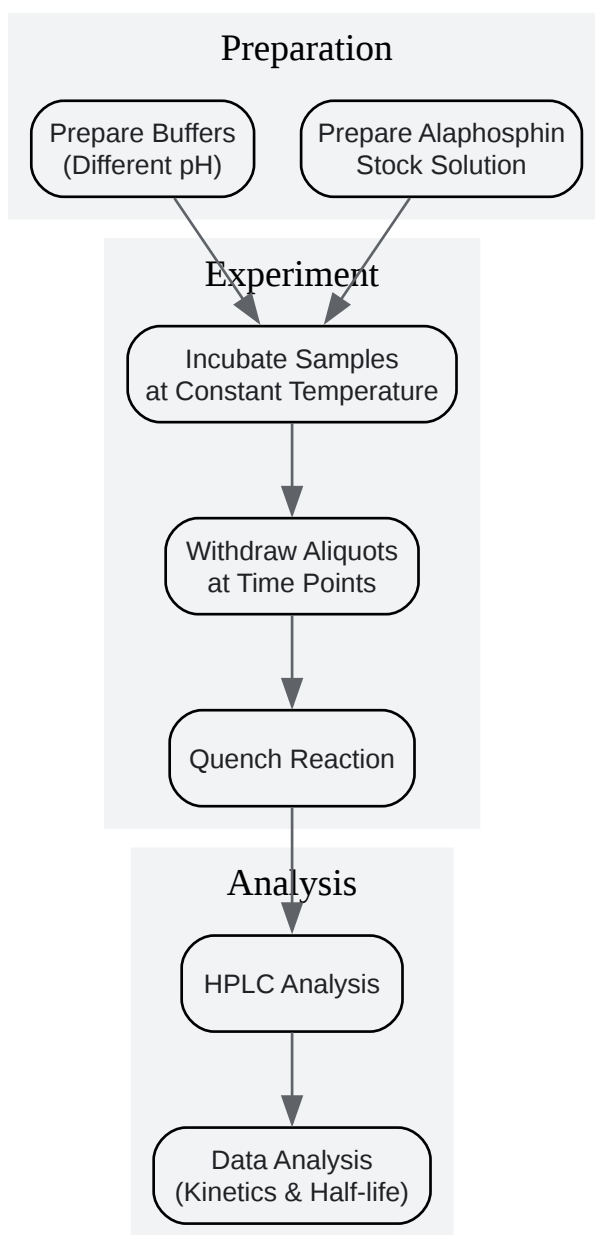 Preparation
Prepare Buffers
(Different pH)
Prepare Alaphosphin
Stock Solution
Experiment
Incubate Samples
at Constant Temperature
Withdraw Aliquots
at Time Points
Quench Reaction
Analysis
HPLC Analysis
Data Analysis
(Kinetics & Half-life)